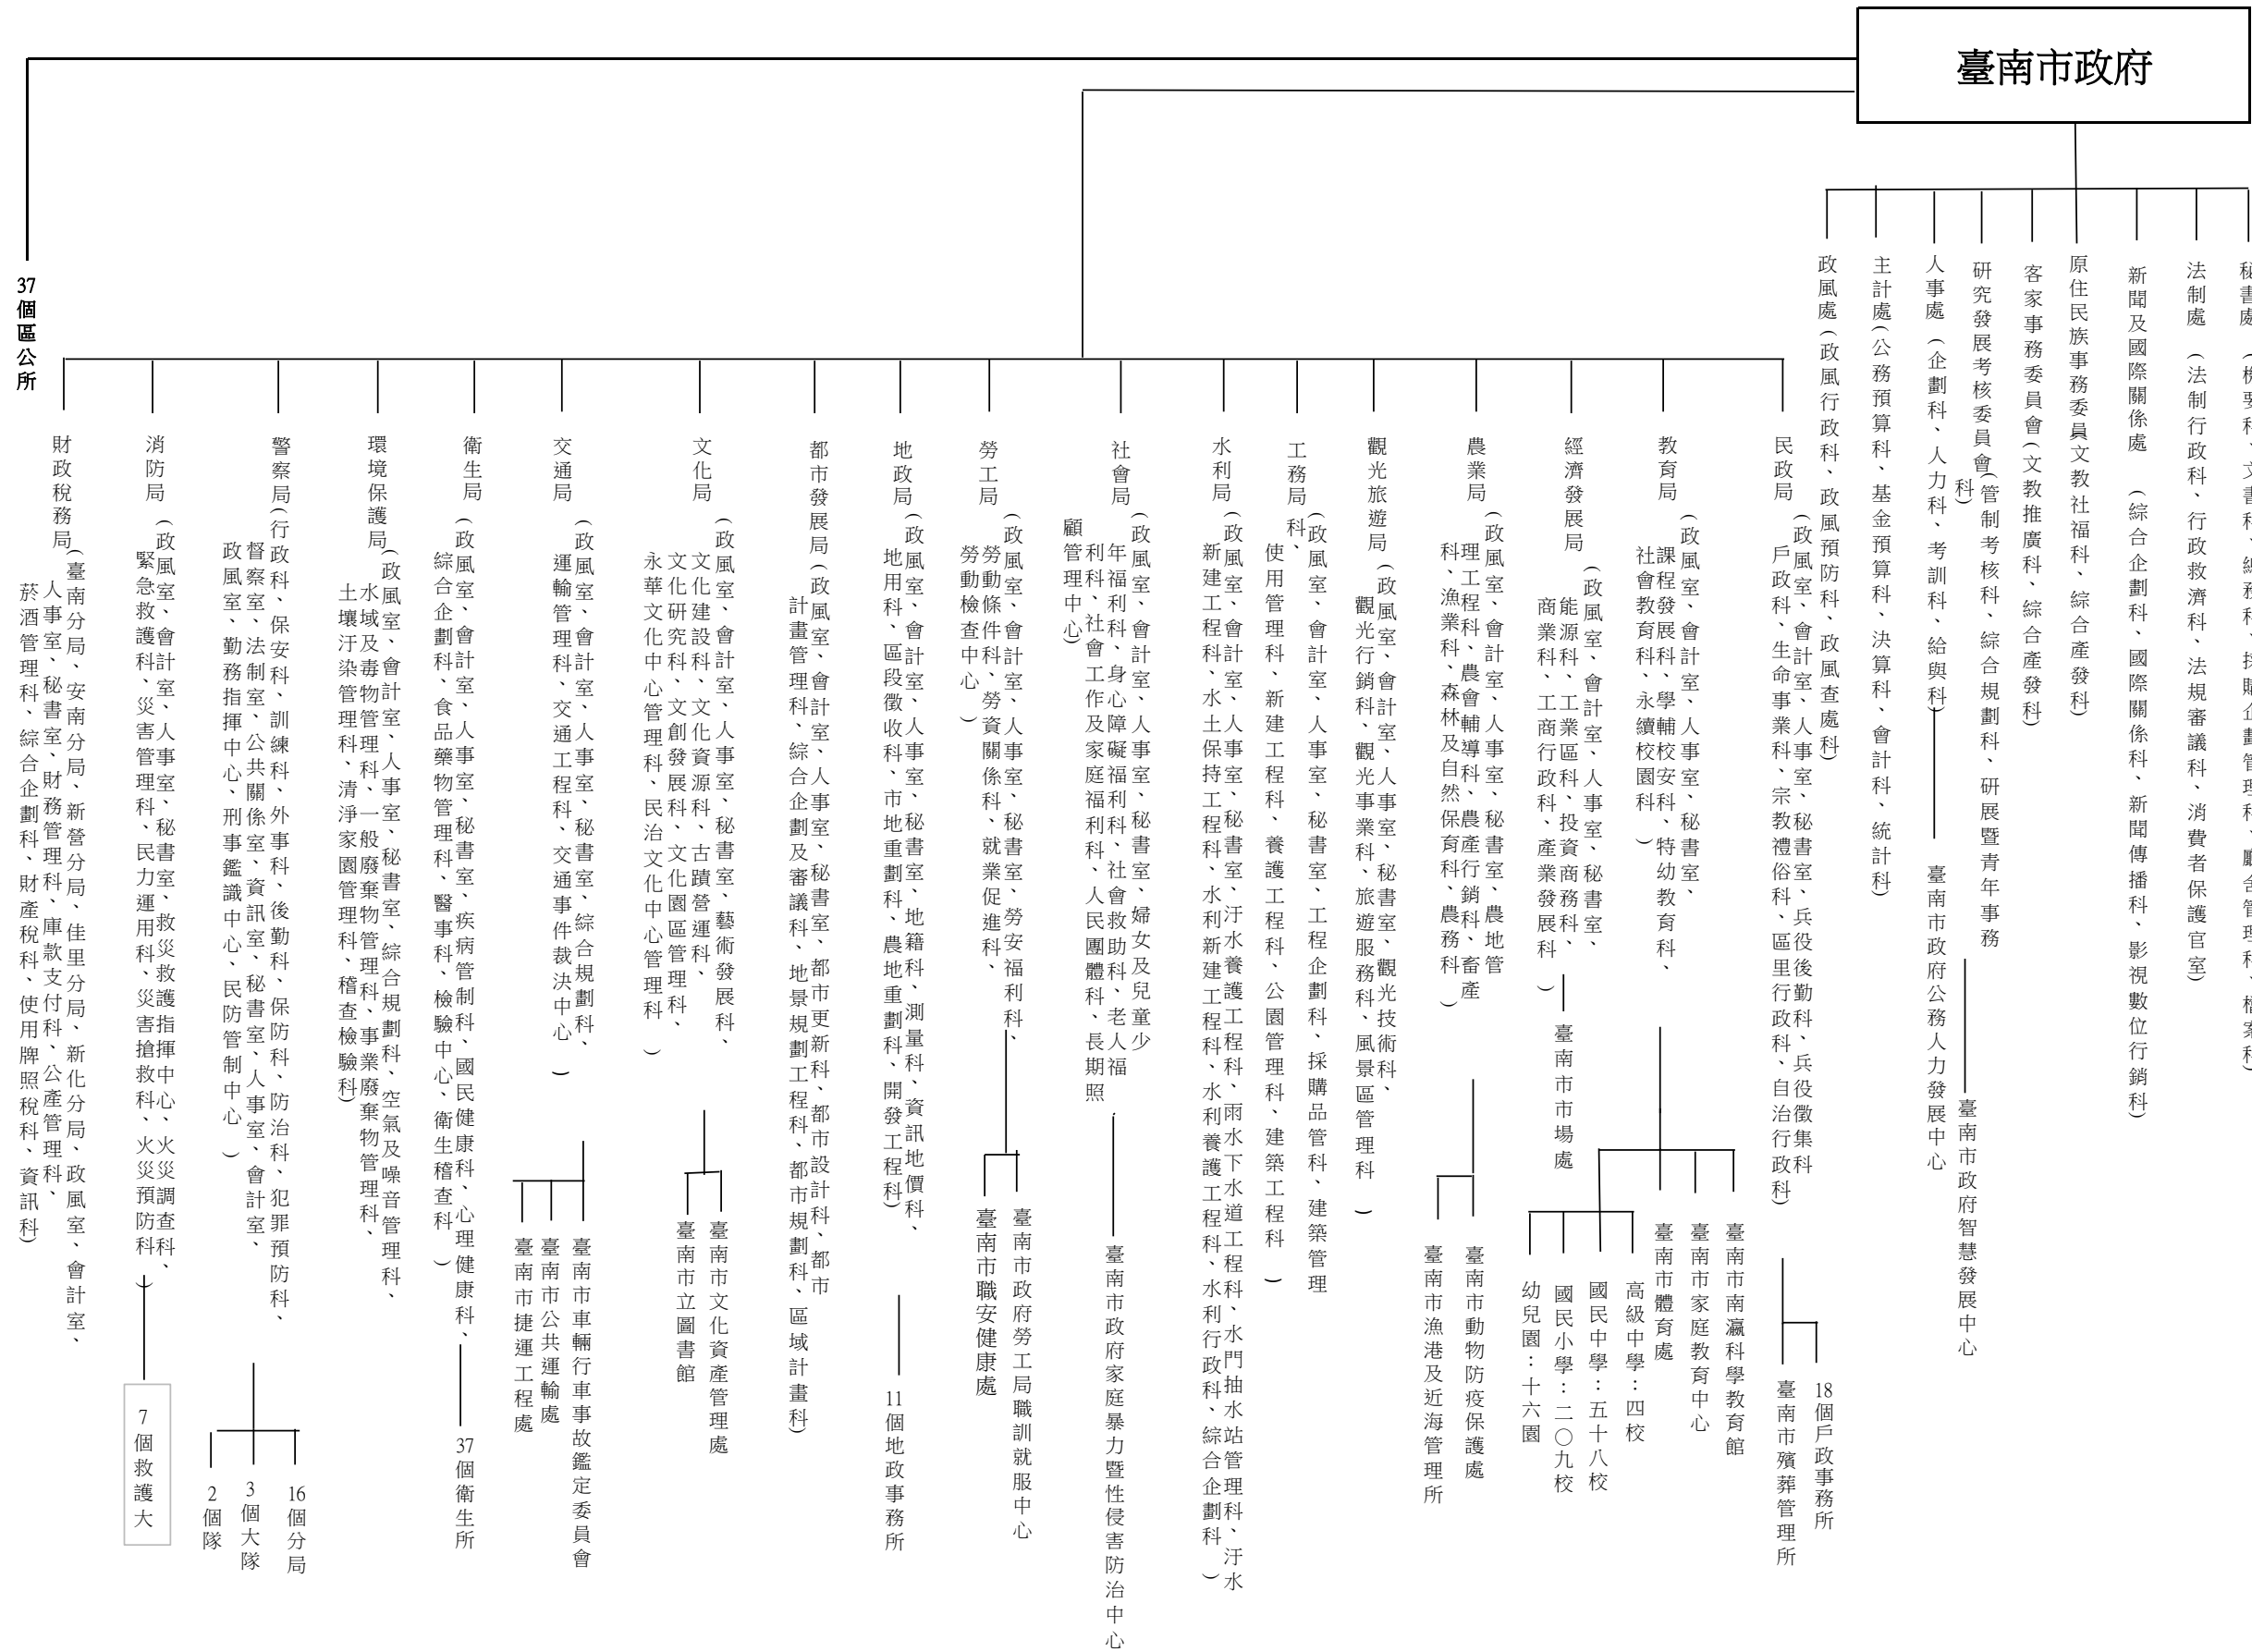 臺南市政府
秘書處
(機要科、文書科、總務科、採購企劃管理科、廳舍管理科、檔案科)
法制處
(法制行政科、行政救濟科、法規審議科、消費者保護官室)
新聞及國際關係處
(綜合企劃科、國際關係科、新聞傳播科、影視數位行銷科)
原住民族事務委員文教社福科、綜合產發科)
客家事務委員會(文教推廣科、綜合產發科)
研究發展考核委員會(管制考核科、綜合規劃科、研展暨青年事務
科)
臺南市政府智慧發展中心
人事處
(企劃科、人力科、考訓科、給與科)
臺南市政府公務人力發展中心
主計處(公務預算科、基金預算科、決算科、會計科、統計科)
政風處(政風行政科、政風預防科、政風查處科)
民政局
(政風室、會計室、人事室、秘書室、兵役後勤科、兵役徵集科
戶政科、生命事業科、宗教禮俗科、區里行政科、自治行政科)
18個戶政事務所
臺南市殯葬管理所
教育局
(政風室、會計室、人事室、秘書室、
課程發展科、學輔校安科、特幼教育科、
社會教育科、永續校園科)
臺南市南瀛科學教育館
臺南市家庭教育中心
臺南市體育處
高級中學：四校
國民中學：五十八校
國民小學：二〇九校
幼兒園：十六園
經濟發展局
(政風室、會計室、人事室、秘書室、
能源科、工業區科、投資商務科、
商業科、工商行政科、產業發展科)
臺南市市場處
農業局
(政風室、會計室、人事室、秘書室、農地管
理工程科、農會輔導科、農產行銷科、畜產
科、漁業科、森林及自然保育科、農務科)
臺南市動物防疫保護處
臺南市漁港及近海管理所
觀光旅遊局
(政風室、會計室、人事室、秘書室、觀光技術科、
觀光行銷科、觀光事業科、旅遊服務科、風景區管理科)
工務局
(政風室、會計室、人事室、秘書室、工程企劃科、採購品管科、建築管理
科、
使用管理科、新建工程科、養護工程科、公園管理科、建築工程科)
水利局
(政風室、會計室、人事室、秘書室、汙水養護工程科、雨水下水道工程科、水門抽水站管理科、汙水
新建工程科、水土保持工程科、水利新建工程科、水利養護工程科、水利行政科、綜合企劃科)
社會局
(政風室、會計室、人事室、秘書室、婦女及兒童少
年福利科、身心障礙福利科、社會救助科、老人福
利科、社會工作及家庭福利科、人民團體科、長期照
顧管理中心)
臺南市政府家庭暴力暨性侵害防治中心
勞工局
(政風室、會計室、人事室、秘書室、勞安福利科、
勞動條件科、勞資關係科、就業促進科、
勞動檢查中心)
臺南市政府勞工局職訓就服中心
臺南市職安健康處
地政局
(政風室、會計室、人事室、秘書室、地籍科、測量科、資訊地價科、
地用科、區段徵收科、市地重劃科、農地重劃科、開發工程科)
11個地政事務所
都市發展局
(政風室、會計室、人事室、秘書室、都市更新科、都市設計科、都市
計畫管理科、綜合企劃及審議科、地景規劃工程科、都市規劃科、區域計畫科)
文化局
(政風室、會計室、人事室、秘書室、藝術發展科、
文化建設科、文化資源科、古蹟營運科、
文化研究科、文創發展科、文化園區管理科、
永華文化中心管理科、民治文化中心管理科)
臺南市文化資產管理處
臺南市立圖書館
交通局
(政風室、會計室、人事室、秘書室、綜合規劃科、
運輸管理科、交通工程科、交通事件裁決中心)
臺南市車輛行車事故鑑定委員會
臺南市公共運輸處
臺南市捷運工程處
衛生局
(政風室、會計室、人事室、秘書室、疾病管制科、國民健康科、心理健康科、
綜合企劃科、食品藥物管理科、醫事科、檢驗中心、衛生稽查科)
37個衛生所
環境保護局
(政風室、會計室、人事室、秘書室、綜合規劃科、空氣及噪音管理科、
水域及毒物管理科、一般廢棄物管理科、事業廢棄物管理科、
土壤汙染管理科、清淨家園管理科、稽查檢驗科)
警察局(行政科、保安科、訓練科、外事科、後勤科、保防科、防治科、犯罪預防科、
督察室、法制室、公共關係室、資訊室、秘書室、人事室、會計室、
政風室、勤務指揮中心、刑事鑑識中心、民防管制中心)
16個分局
3個大隊
2個隊
消防局
(政風室、會計室、人事室、秘書室、救災救護指揮中心、火災調查科、
緊急救護科、災害管理科、民力運用科、災害搶救科、火災預防科)
7個救護大
財政稅務局
(臺南分局、安南分局、新營分局、佳里分局、新化分局、政風室、會計室、
人事室、秘書室、財務管理科、庫款支付科、公產管理科、
菸酒管理科、綜合企劃科、財產稅科、使用牌照稅科、資訊科)
37個區公所